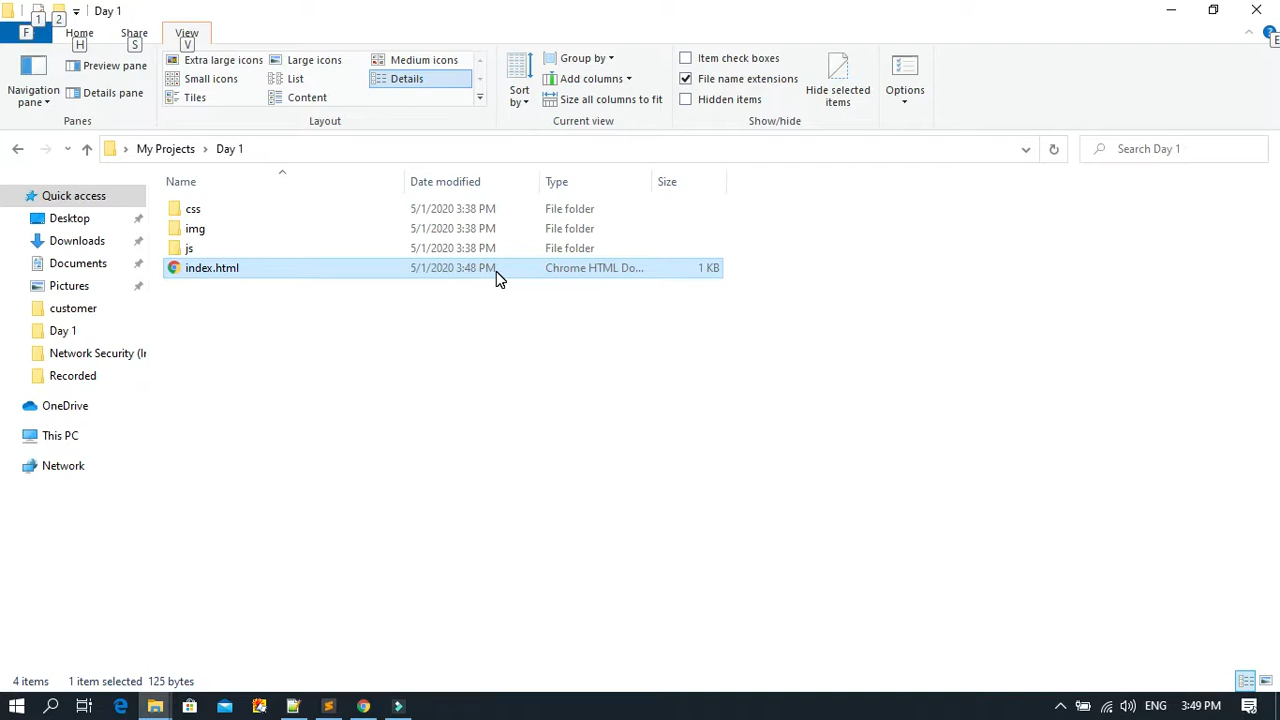 Day 1
1 2
F Home Share View
H S V
Extra large icons Large icons Medium icons
Small icons List Details
Tiles Content
Layout
Navigation pane
Preview pane
Details pane
Panes
Sort by
Group by
Add columns
Size all columns to fit
Current view
Item check boxes
File name extensions
Hidden items
Hide selected items
Show/hide
Options
E
My Projects > Day 1
Search Day 1
Name Date modified Type Size
css 5/1/2020 3:38 PM File folder
img 5/1/2020 3:38 PM File folder
js 5/1/2020 3:38 PM File folder
index.html 5/1/2020 3:48 PM Chrome HTML Do... 1 KB
Quick access
Desktop
Downloads
Documents
Pictures
customer
Day 1
Network Security (Ir
Recorded
OneDrive
This PC
Network
4 items 1 item selected 125 bytes
ENG 3:49 PM